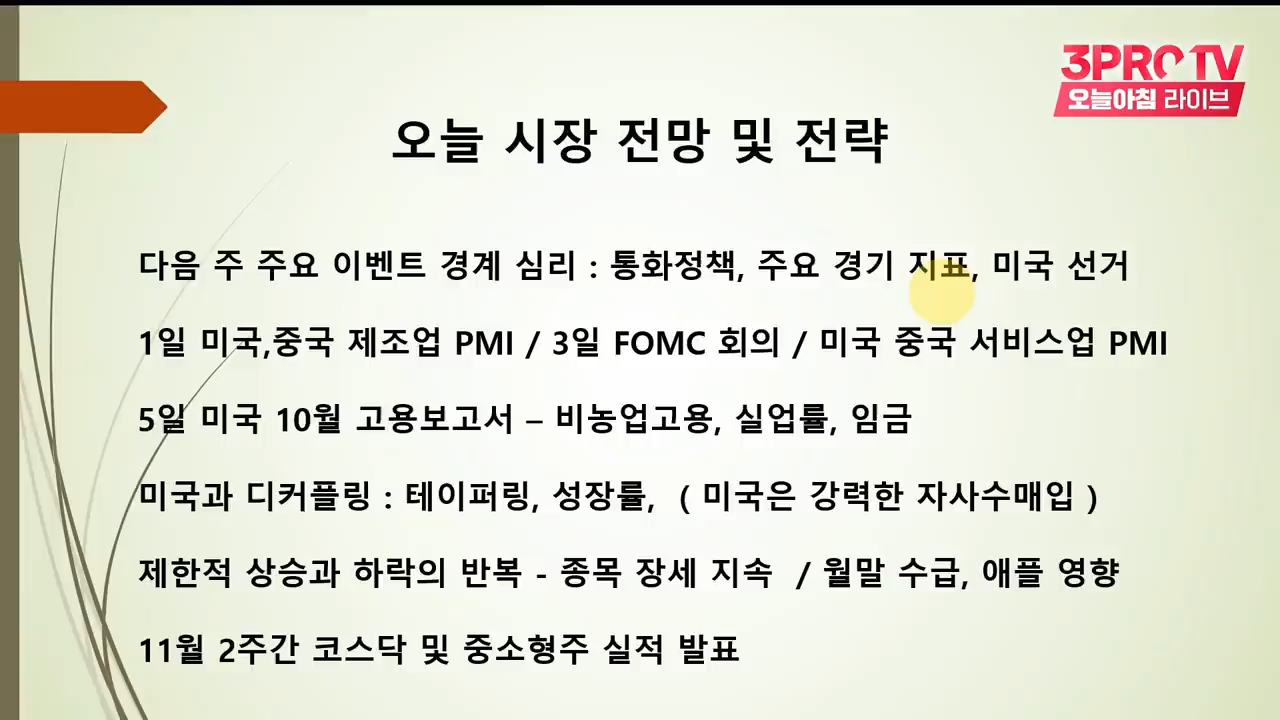 3PRO TV
오늘아침 라이브
오늘 시장 전망 및 전략
다음 주 주요 이벤트 경계 심리 : 통화정책, 주요 경기 지표, 미국 선거
1일 미국,중국 제조업 PMI / 3일 FOMC 회의 / 미국 중국 서비스업 PMI
5일 미국 10월 고용보고서 – 비농업고용, 실업률, 임금
미국과 디커플링 : 테이퍼링, 성장률, ( 미국은 강력한 자사수매입 )
제한적 상승과 하락의 반복 - 종목 장세 지속 / 월말 수급, 애플 영향
11월 2주간 코스닥 및 중소형주 실적 발표